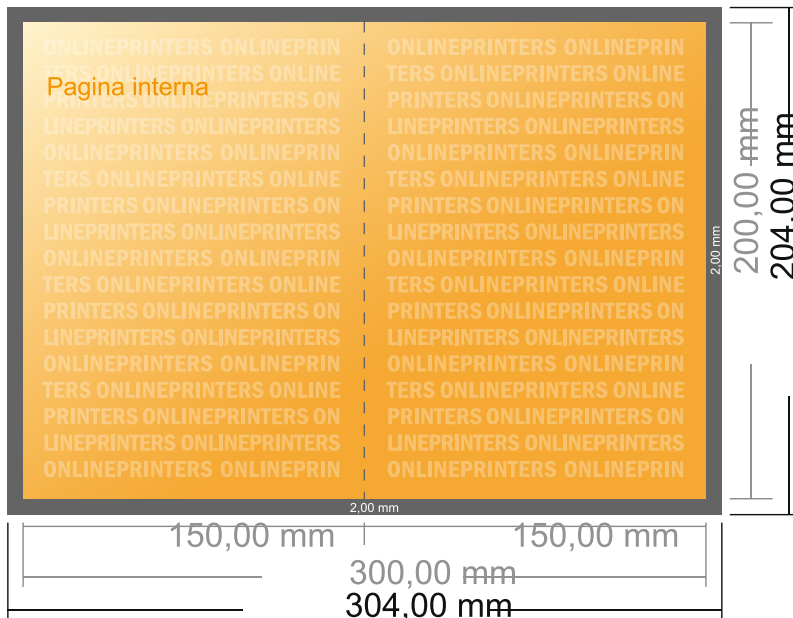 ONLINEPRINTERS ONLINEPRIN ONLINEPRINTERS ONLINEPRIN
TERS ONLINEPRINTERS ONLINE TERS ONLINEPRINTERS ONLINE
Pagina interna
PRINTERS ONLINEPRINTERS ON PRINTERS ONLINEPRINTERS ON
LINEPRINTERS ONLINEPRINTERS LINEPRINTERS ONLINEPRINTERS
ONLINEPRINTERS ONLINEPRIN ONLINEPRINTERS ONLINEPRIN
TERS ONLINEPRINTERS ONLINE TERS ONLINEPRINTERS ONLINE
PRINTERS ONLINEPRINTERS ON PRINTERS ONLINEPRINTERS ON
LINEPRINTERS ONLINEPRINTERS LINEPRINTERS ONLINEPRINTERS
ONLINEPRINTERS ONLINEPRIN ONLINEPRINTERS ONLINEPRIN
TERS ONLINEPRINTERS ONLINE TERS ONLINEPRINTERS ONLINE
PRINTERS ONLINEPRINTERS ON PRINTERS ONLINEPRINTERS ON
LINEPRINTERS ONLINEPRINTERS LINEPRINTERS ONLINEPRINTERS
ONLINEPRINTERS ONLINEPRIN ONLINEPRINTERS ONLINEPRIN
TERS ONLINEPRINTERS ONLINE TERS ONLINEPRINTERS ONLINE
PRINTERS ONLINEPRINTERS ON PRINTERS ONLINEPRINTERS ON
LINEPRINTERS ONLINEPRINTERS LINEPRINTERS ONLINEPRINTERS
ONLINEPRINTERS ONLINEPRIN ONLINEPRINTERS ONLINEPRIN
2,00 mm
200,00 mm
204,00 mm
2,00 mm
150,00 mm 150,00 mm
300,00 mm
304,00 mm